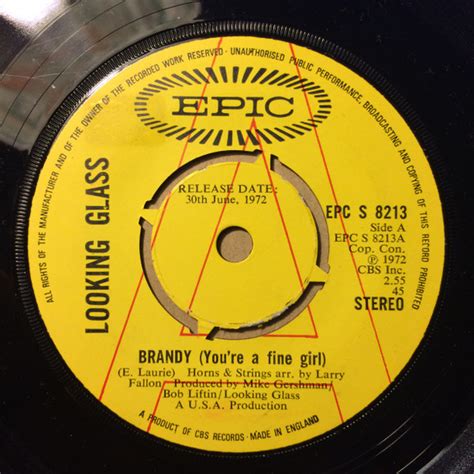 ALL RIGHTS OF THE MANUFACTURER AND OF THE OWNER OF THE RECORDED WORK RESERVED - UNAUTHORISED PUBLIC PERFORMANCE, BROADCASTING AND COPYING OF THIS RECORD PROHIBITED
EPIC
LOOKING GLASS
RELEASE DATE:
30th June, 1972
EPC S 8213
Side A
EPC S 8213A
Cop. Con.
℗ 1972
CBS Inc.
2.55
45
STEREO
BRANDY (You're a fine girl)
(E. Laurie) Horns & Strings arr. by Larry
Fallon - Produced by Mike Gershman/
Bob Liftin/Looking Glass
A U.S.A. Production
A PRODUCT OF CBS RECORDS - MADE IN ENGLAND